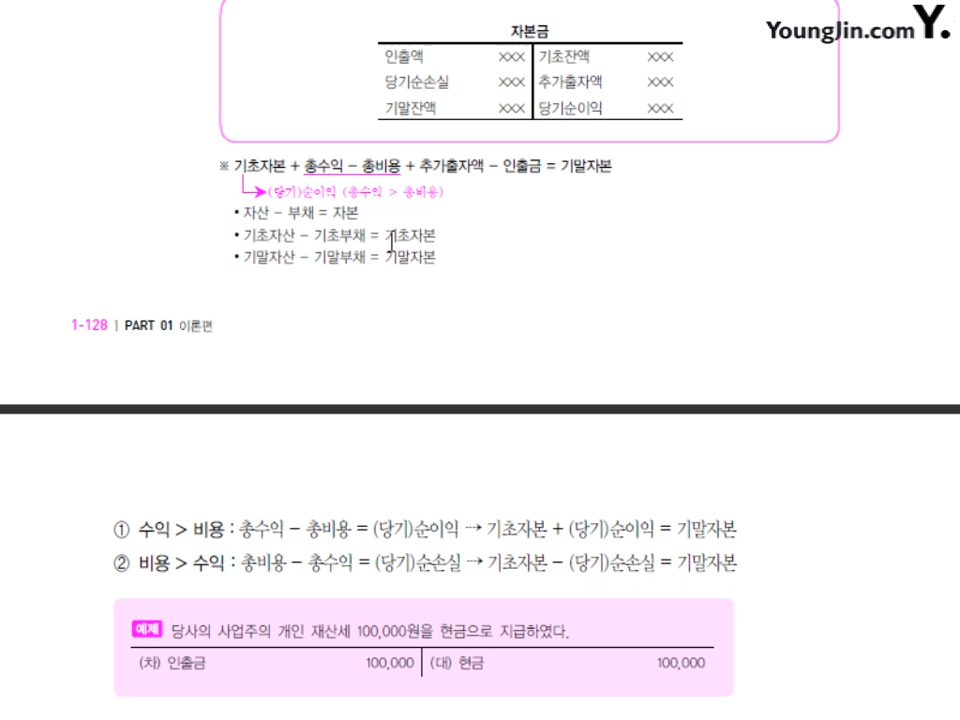 YoungJin.com Y.
자본금
인출액 XXX 기초잔액 XXX
당기순손실 XXX 추가출자액 XXX
기말잔액 XXX 당기순이익 XXX
※ 기초자본 + 총수익 - 총비용 + 추가출자액 - 인출금 = 기말자본
(당기)순이익 (총수익 > 총비용)
• 자산 - 부채 = 자본
• 기초자산 - 기초부채 = 기초자본
• 기말자산 - 기말부채 = 기말자본
1-128 | PART 01 이론편
① 수익 > 비용 : 총수익 - 총비용 = (당기)순이익 → 기초자본 + (당기)순이익 = 기말자본
② 비용 > 수익 : 총비용 - 총수익 = (당기)순손실 → 기초자본 - (당기)순손실 = 기말자본
예제 당사의 사업주의 개인 재산세 100,000원을 현금으로 지급하였다.
(차) 인출금 100,000 (대) 현금 100,000